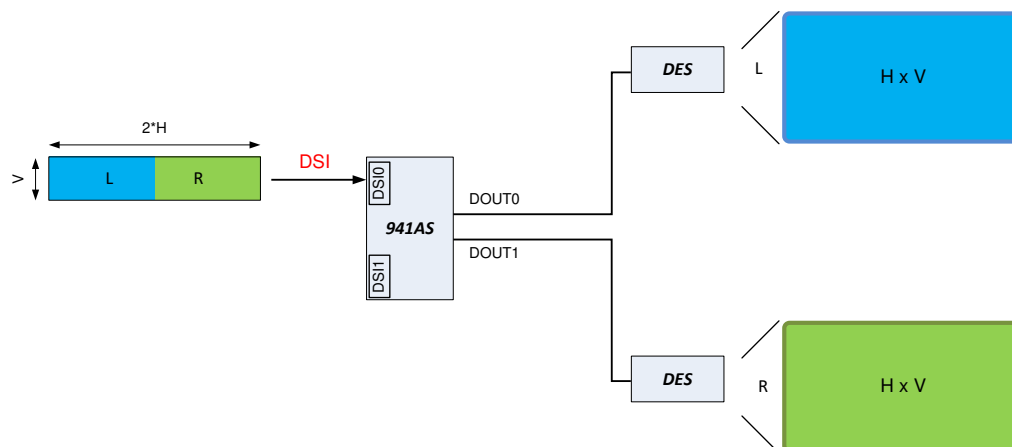 2*H
V
L
R
DSI
DSI0
941AS
DSI1
DOUT0
DOUT1
DES
L
H x V
DES
R
H x V